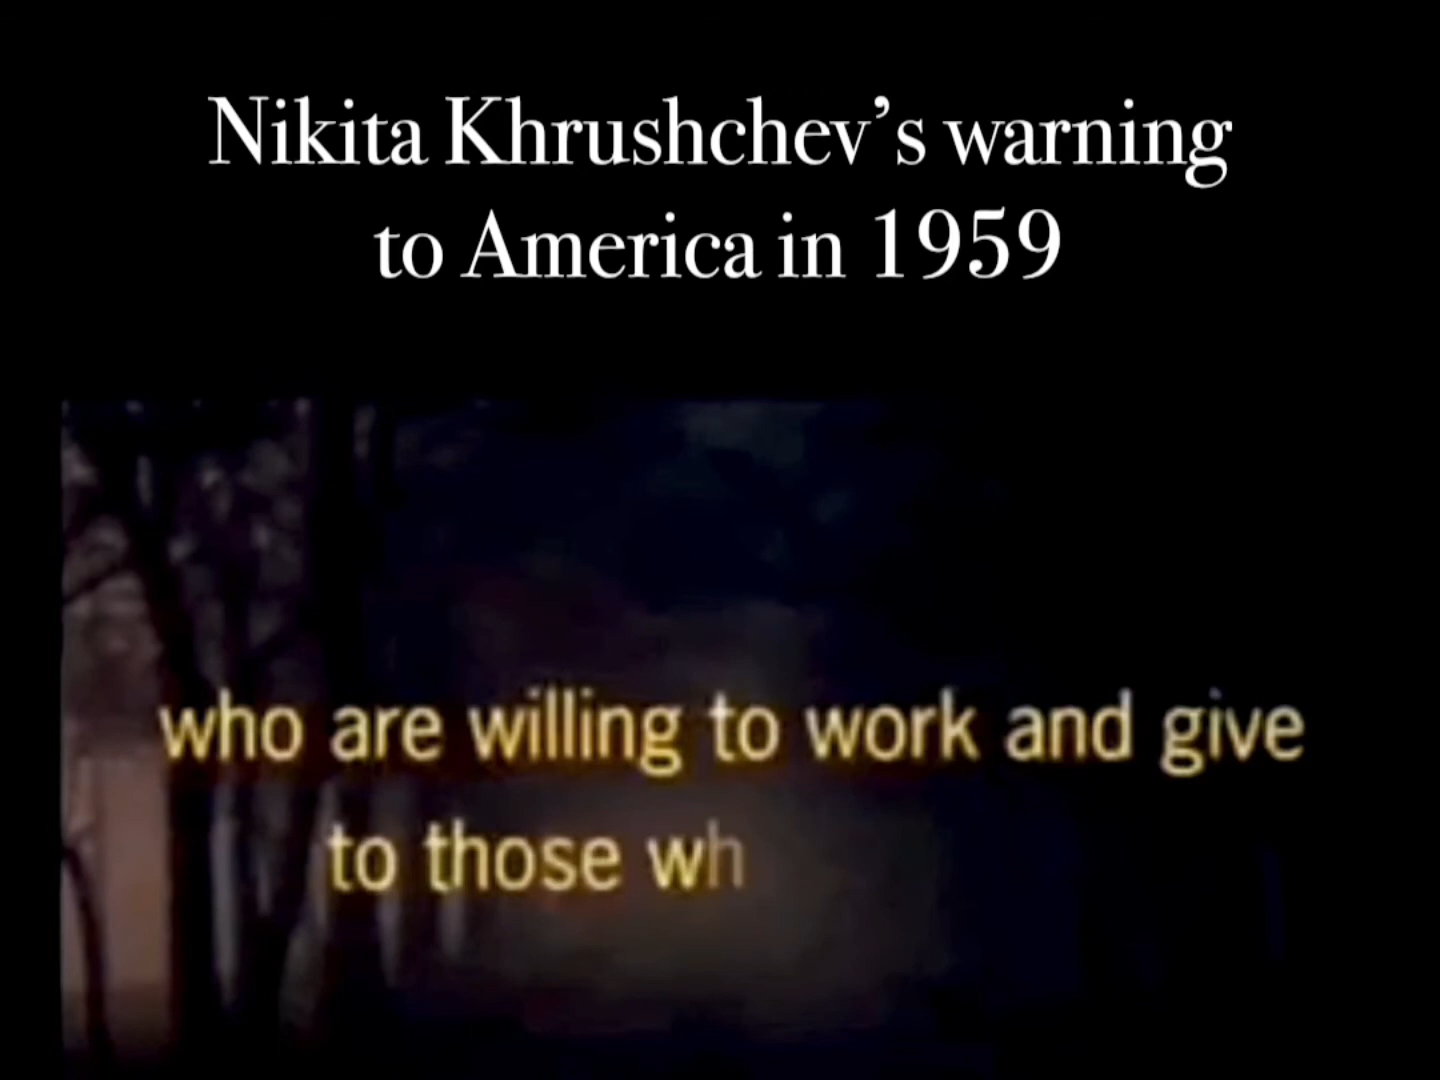 Nikita Khrushchev’s warning
to America in 1959
who are willing to work and give
to those wh